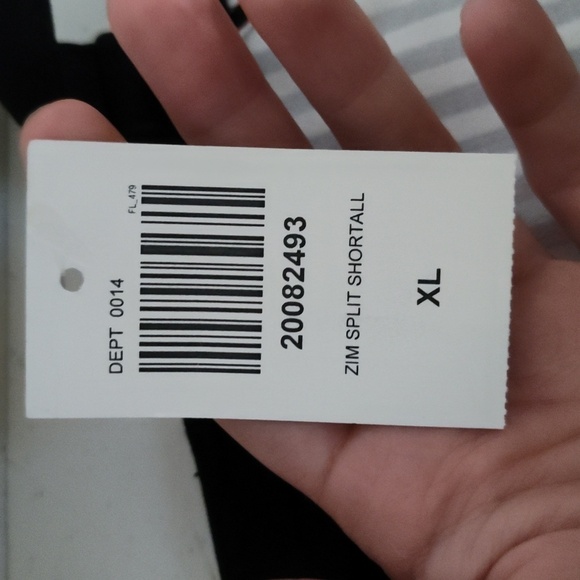 DEPT 0014
FL_479
20082493
ZIM SPLIT SHORTALL
XL